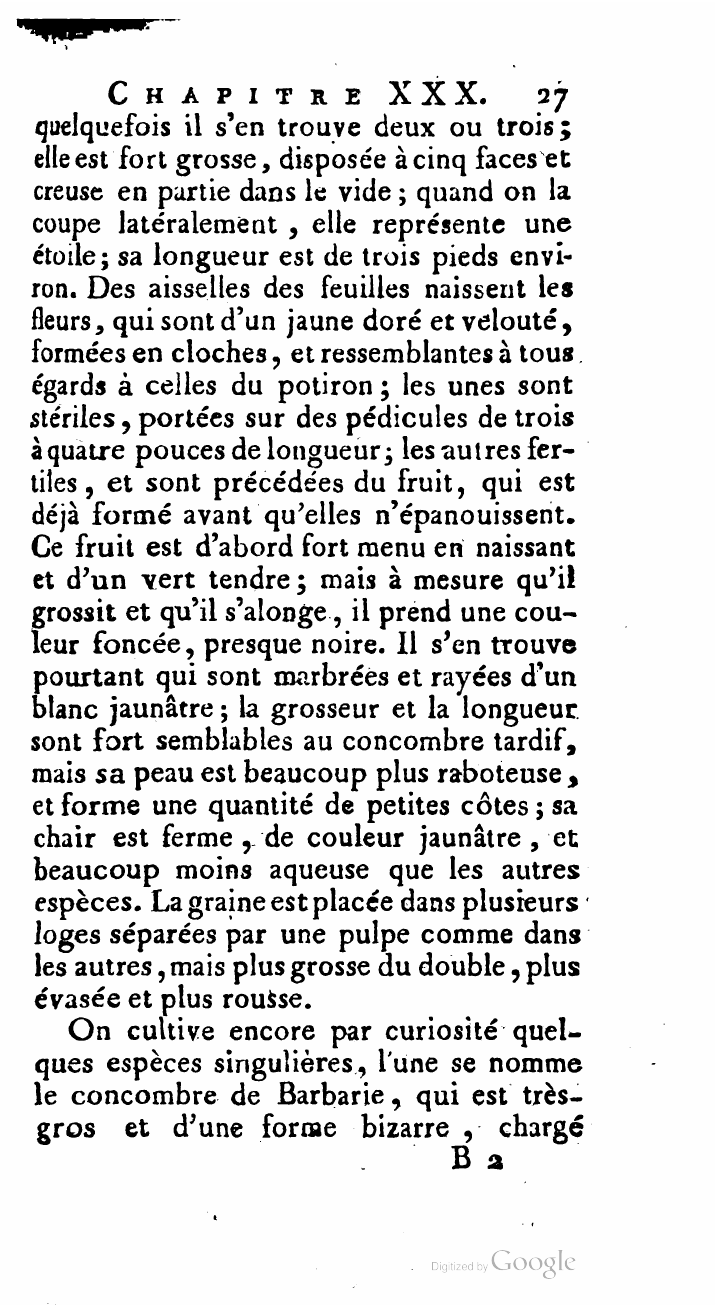 CHAPITRE XXX. 27
quelquefois il s'en trouve deux ou trois;
elle est fort grosse, disposée à cinq faces et
creuse en partie dans le vide; quand on la
coupe latéralement, elle représente une
étoile; sa longueur est de trois pieds envi-
ron. Des aisselles des feuilles naissent les
fleurs, qui sont d'un jaune doré et velouté,
formées en cloches, et ressemblantes à tous
égards à celles du potiron; les unes sont
stériles, portées sur des pédicules de trois
à quatre pouces de longueur; les autres fer-
tiles, et sont précédées du fruit, qui est
déjà formé avant qu'elles n'épanouissent.
Ce fruit est d'abord fort menu en naissant
et d'un vert tendre; mais à mesure qu'il
grossit et qu'il s'alonge, il prend une cou-
leur foncée, presque noire. Il s'en trouve
pourtant qui sont marbrées et rayées d'un
blanc jaunâtre; la grosseur et la longueur
sont fort semblables au concombre tardif,
mais sa peau est beaucoup plus raboteuse,
et forme une quantité de petites côtes; sa
chair est ferme, de couleur jaunâtre, et
beaucoup moins aqueuse que les autres
espèces. La graine est placée dans plusieurs
loges séparées par une pulpe comme dans
les autres, mais plus grosse du double, plus
évasée et plus rousse.
On cultive encore par curiosité quel-
ques espèces singulières, l'une se nomme
le concombre de Barbarie, qui est très-
gros et d'une forme bizarre, chargé
B 2
Digitized by Google